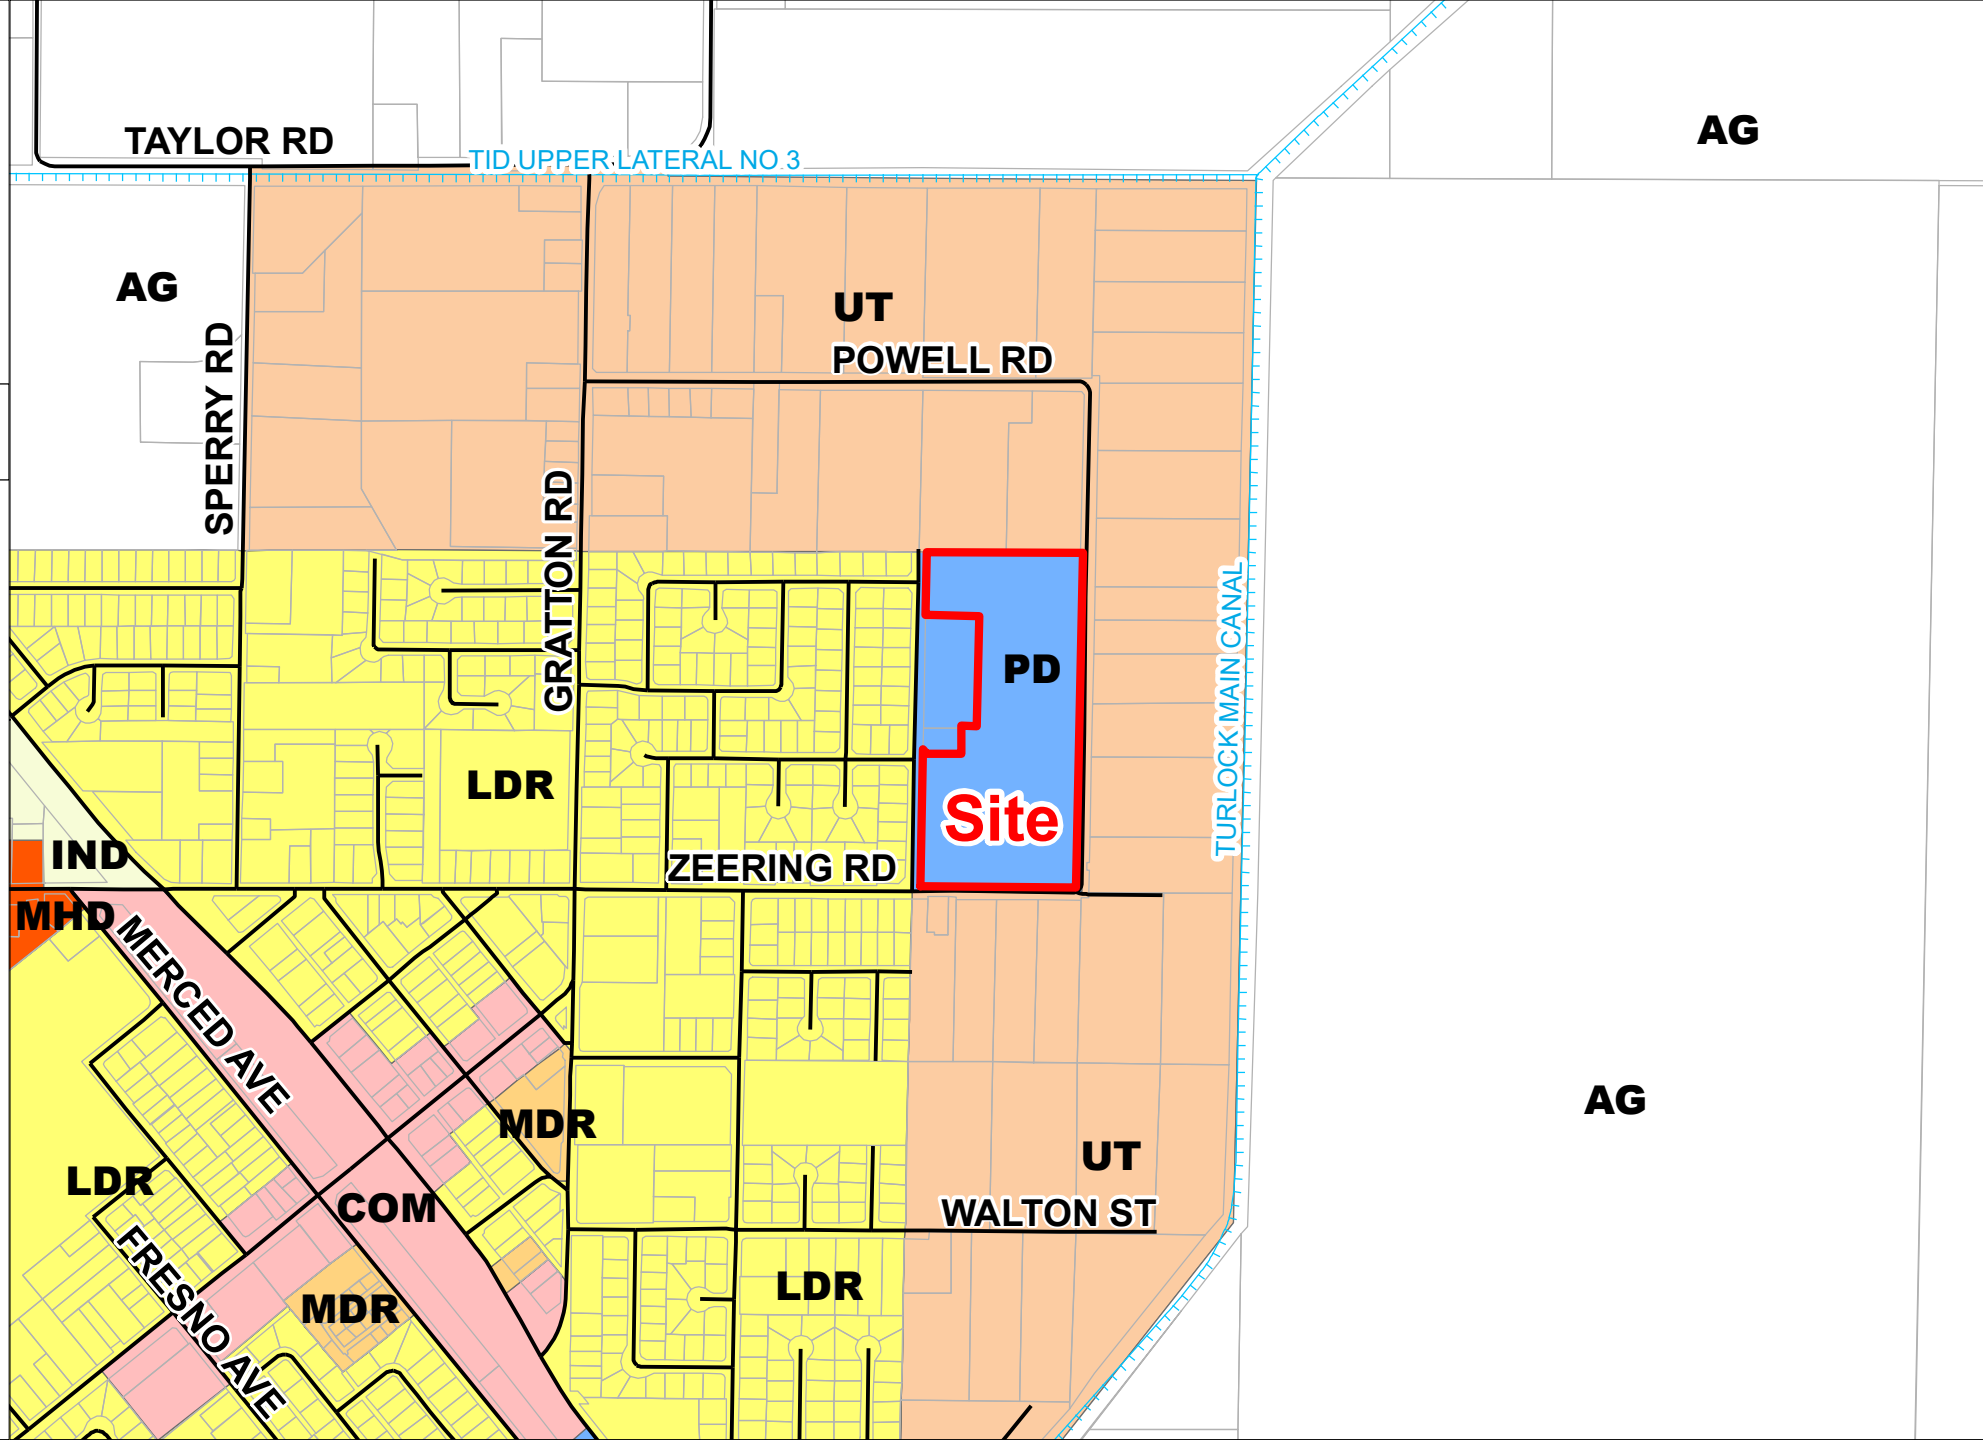 AG
TAYLOR RD
TID UPPER LATERAL NO 3
AG
UT
POWELL RD
SPERRY RD
GRATTON RD
TURLOCK MAIN CANAL
PD
LDR
Site
IND
ZEERING RD
MHD
MERCED AVE
AG
MDR
UT
LDR
COM
WALTON ST
FRESNO AVE
MDR
LDR